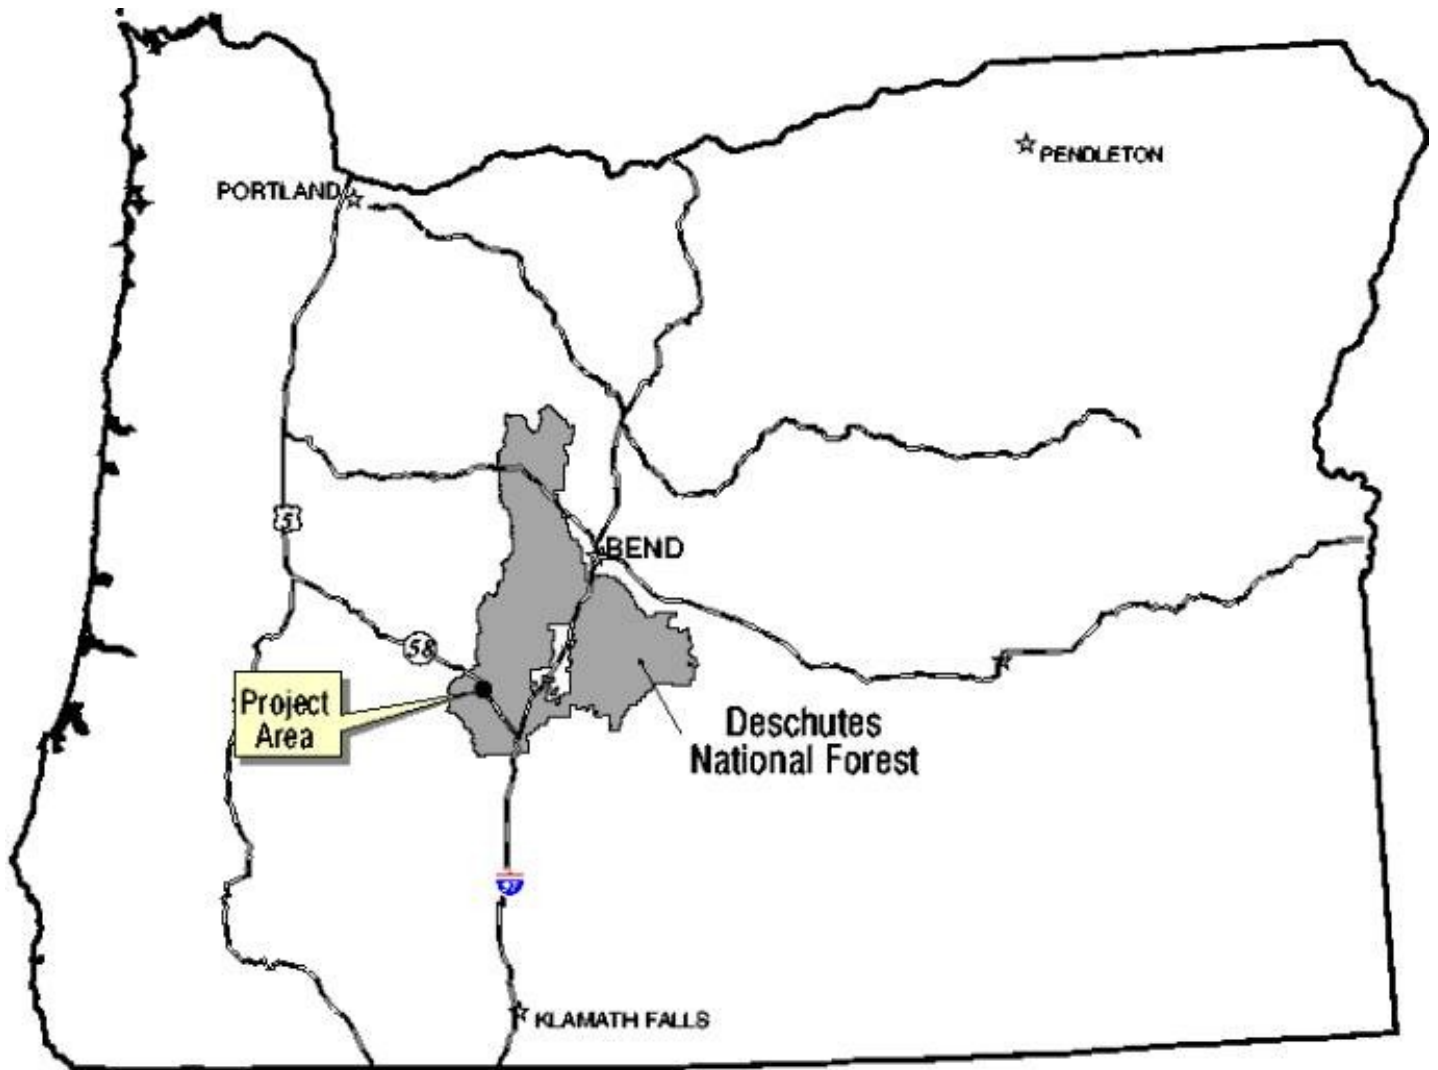 PENDLETON
PORTLAND
5
BEND
58
Project
Area
Deschutes
National Forest
97
KLAMATH FALLS